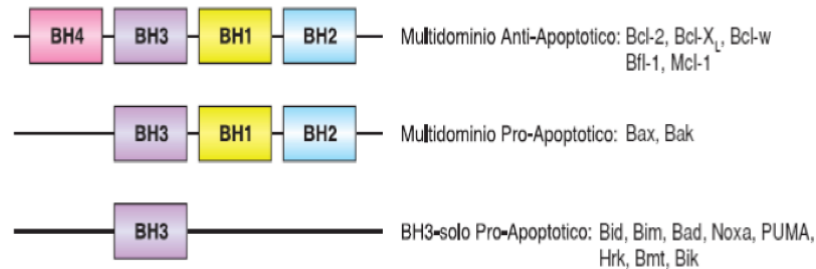 BH4 BH3 BH1 BH2 Multidominio Anti-Apoptotico: Bcl-2, Bcl-XL, Bcl-w
Bfl-1, Mcl-1
BH3 BH1 BH2 Multidominio Pro-Apoptotico: Bax, Bak
BH3 BH3-solo Pro-Apoptotico: Bid, Bim, Bad, Noxa, PUMA,
Hrk, Bmt, Bik